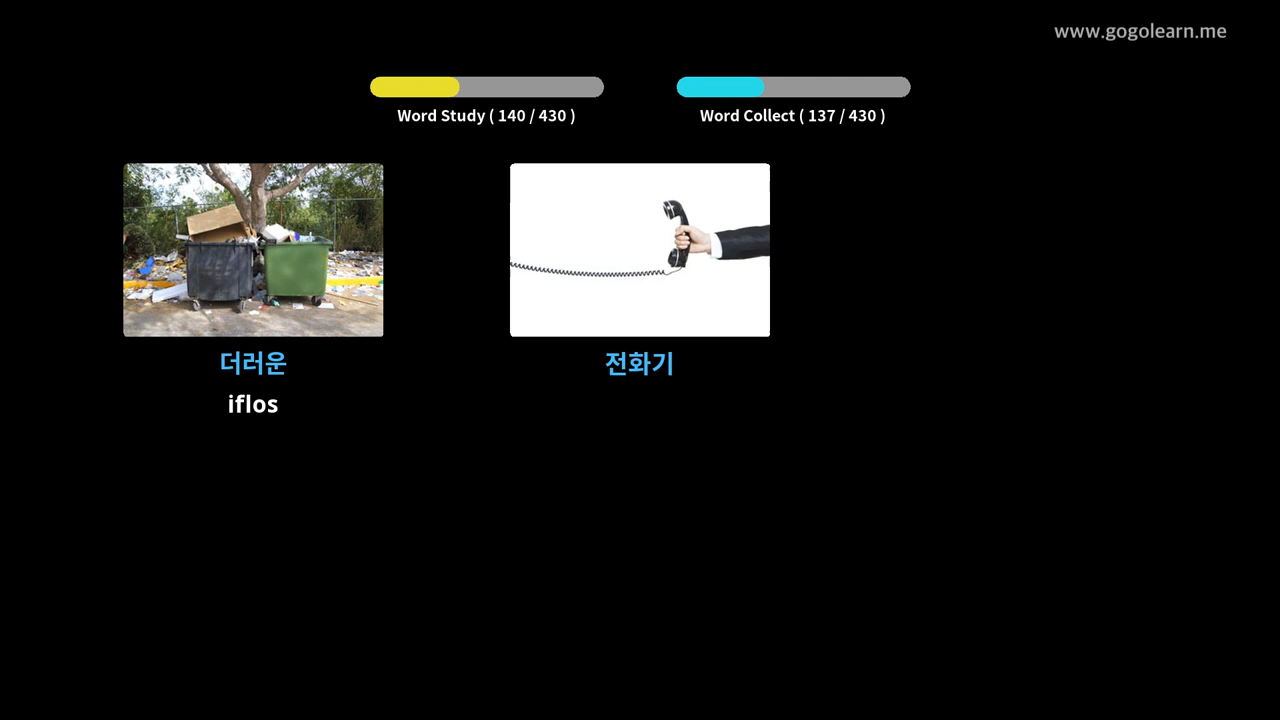 www.gogolearn.me
Word Study ( 140 / 430 )
Word Collect ( 137 / 430 )
더러운
전화기
iflos